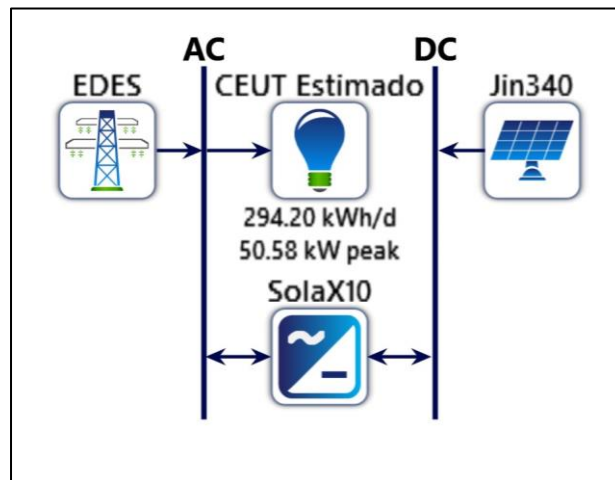 AC
DC
EDES
CEUT Estimado
Jin340
294.20 kWh/d
50.58 kW peak
SolaX10